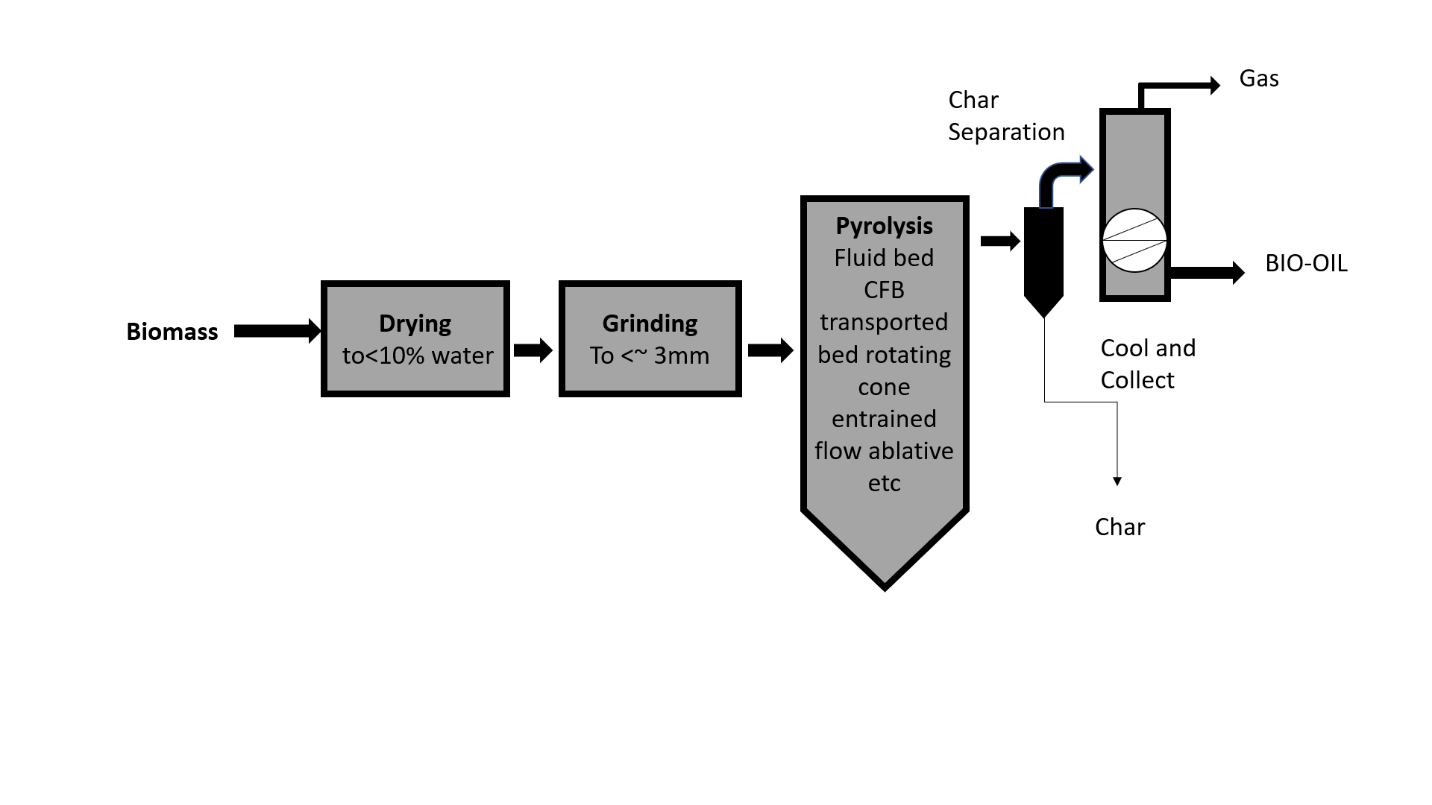 Biomass
Drying
to<10% water
Grinding
To <~ 3mm
Pyrolysis
Fluid bed
CFB
transported
bed rotating
cone
entrained
flow ablative
etc
Char
Separation
Gas
BIO-OIL
Cool and
Collect
Char